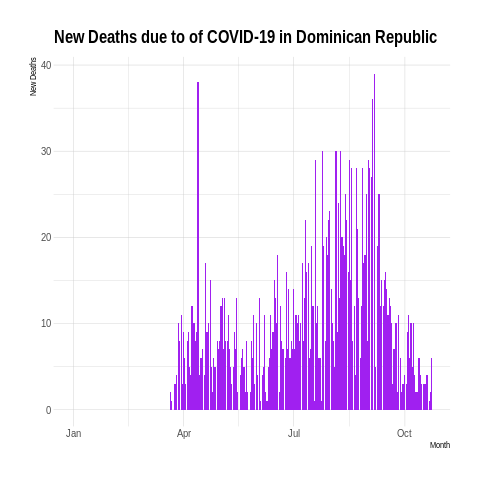 New Deaths due to of COVID-19 in Dominican Republic
New Deaths
40
30
20
10
0
Jan Apr Jul Oct
Month